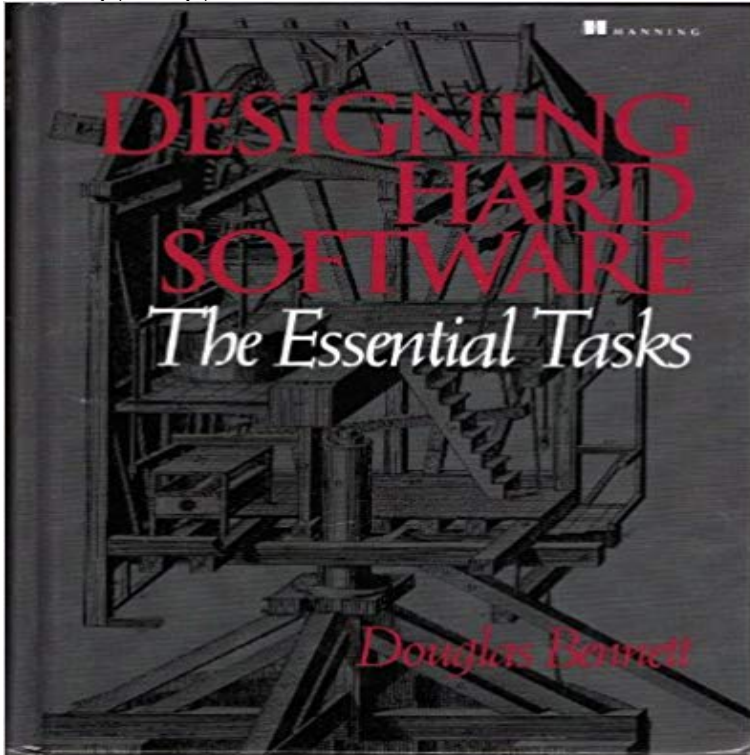 MANNING
DESIGNING
HARD
SOFTWARE
The Essential Tasks
Douglas Bennett